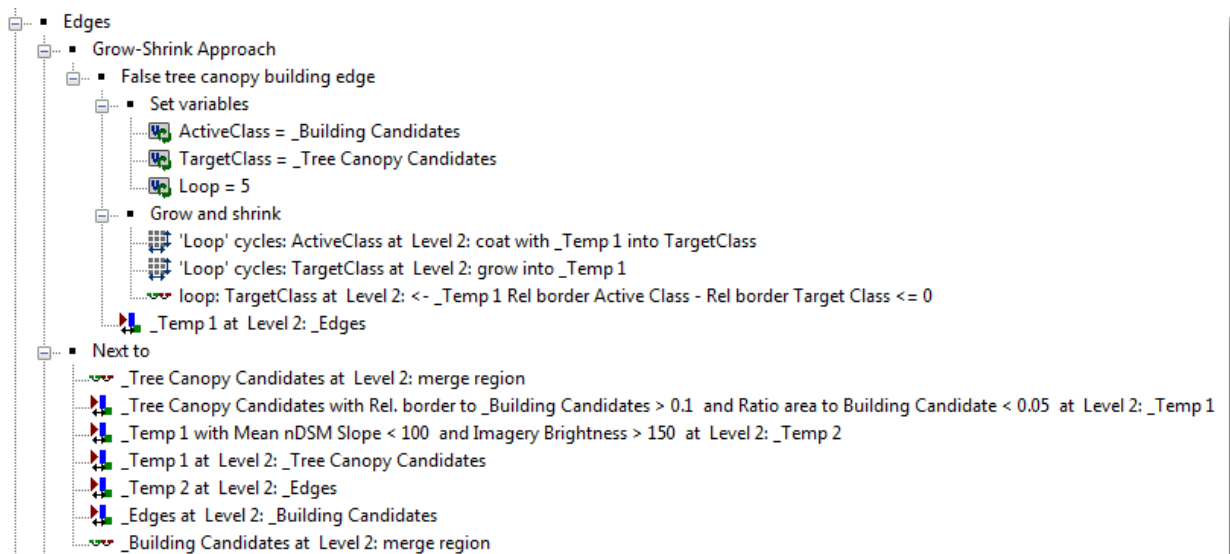 Edges
Grow-Shrink Approach
False tree canopy building edge
Set variables
ActiveClass = _Building Candidates
TargetClass = _Tree Canopy Candidates
Loop = 5
Grow and shrink
'Loop' cycles: ActiveClass at Level 2: coat with _Temp 1 into TargetClass
'Loop' cycles: TargetClass at Level 2: grow into _Temp 1
loop: TargetClass at Level 2: <- _Temp 1 Rel border Active Class - Rel border Target Class <= 0
_Temp 1 at Level 2: _Edges
Next to
_Tree Canopy Candidates at Level 2: merge region
_Tree Canopy Candidates with Rel. border to _Building Candidates > 0.1 and Ratio area to Building Candidate < 0.05 at Level 2: _Temp 1
_Temp 1 with Mean nDSM Slope < 100 and Imagery Brightness > 150 at Level 2: _Temp 2
_Temp 1 at Level 2: _Tree Canopy Candidates
_Temp 2 at Level 2: _Edges
_Edges at Level 2: _Building Candidates
_Building Candidates at Level 2: merge region